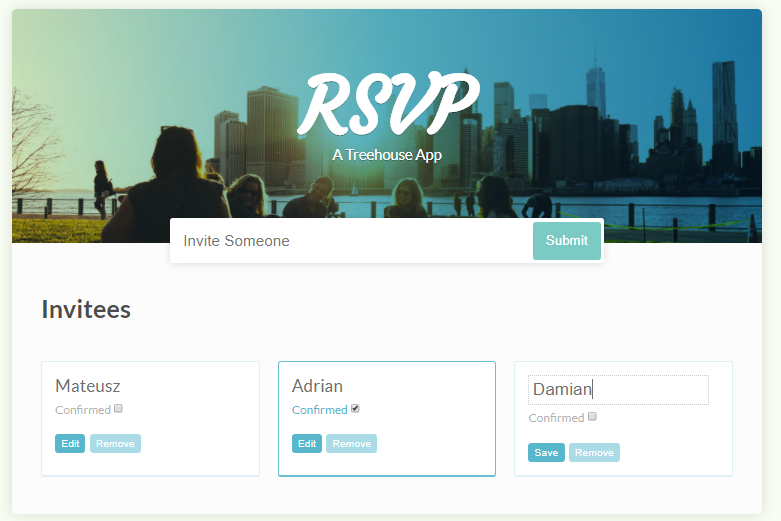 RSVP
A Treehouse App
Invite Someone
Submit
Invitees
Mateusz
Confirmed
Edit Remove
Adrian
Confirmed
Edit Remove
Damian
Confirmed
Save Remove